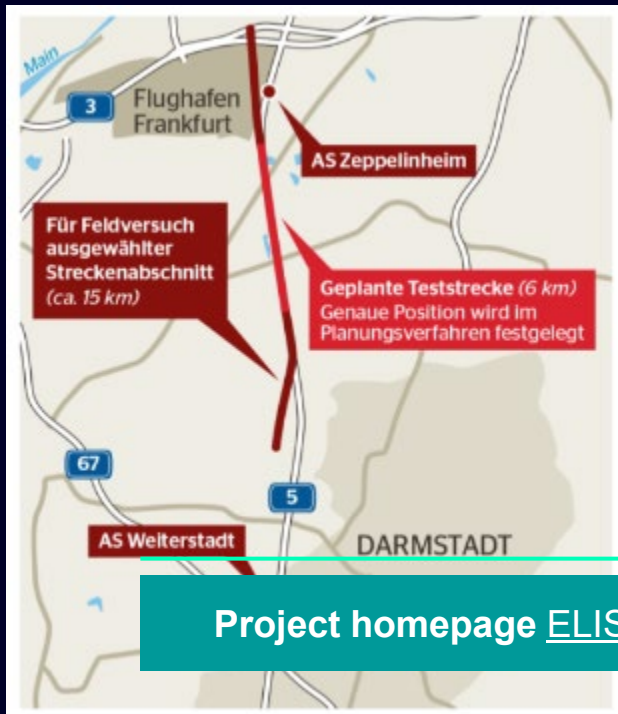 Main
3
Flughafen
Frankfurt
AS Zeppelinheim
Für Feldversuch
ausgewählter
Streckenabschnitt
(ca. 15 km)
Geplante Teststrecke (6 km)
Genaue Position wird im
Planungsverfahren festgelegt
67
5
AS Weiterstadt
DARMSTADT
Project homepage ELIS